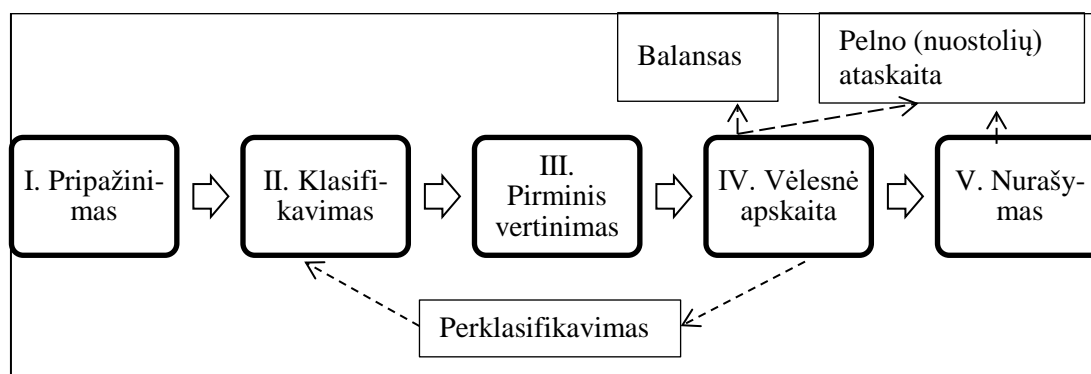 Balansas
Pelno (nuostolių)
ataskaita
I. Pripažini-
mas
II. Klasifi-
kavimas
III.
Pirminis
vertinimas
IV. Vėlesnė
apskaita
V. Nurašy-
mas
Perklasifikavimas